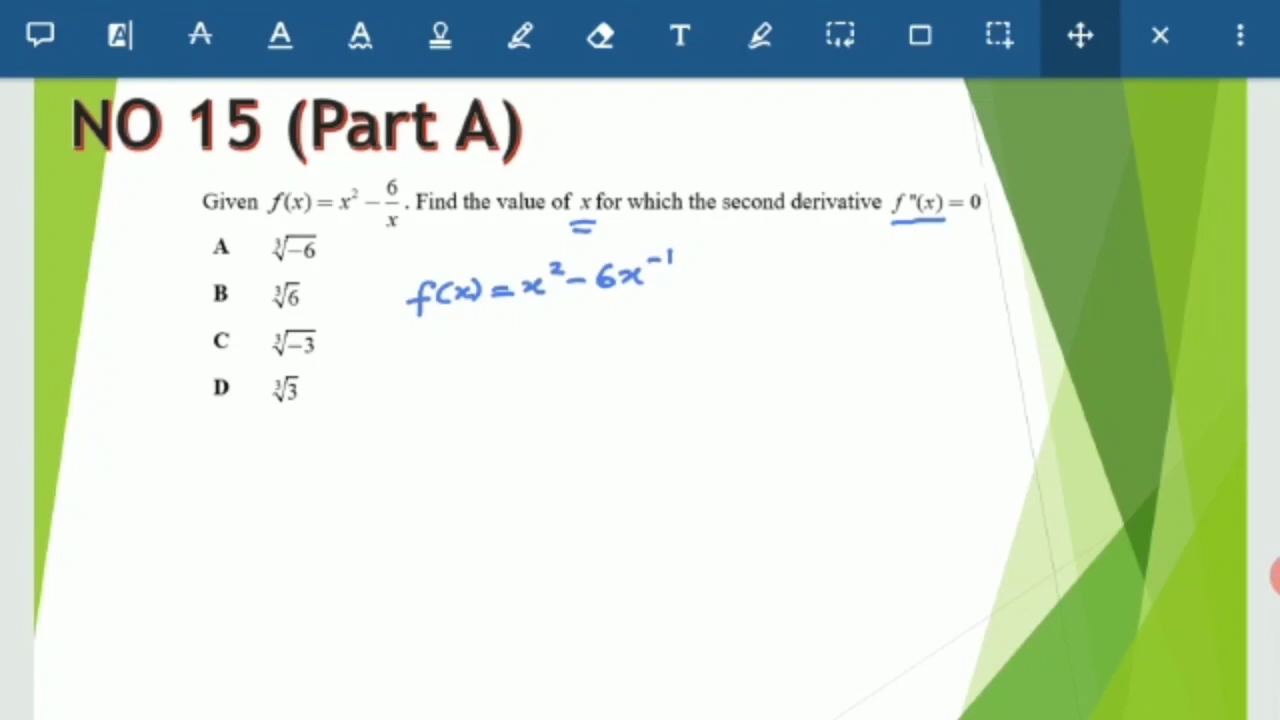 NO 15 (Part A)
Given f(x) = x² − 6/x. Find the value of x for which the second derivative f ''(x) = 0
A ∛−6
B ∛6
f(x) = x² − 6x⁻¹
C ∛−3
D ∛3